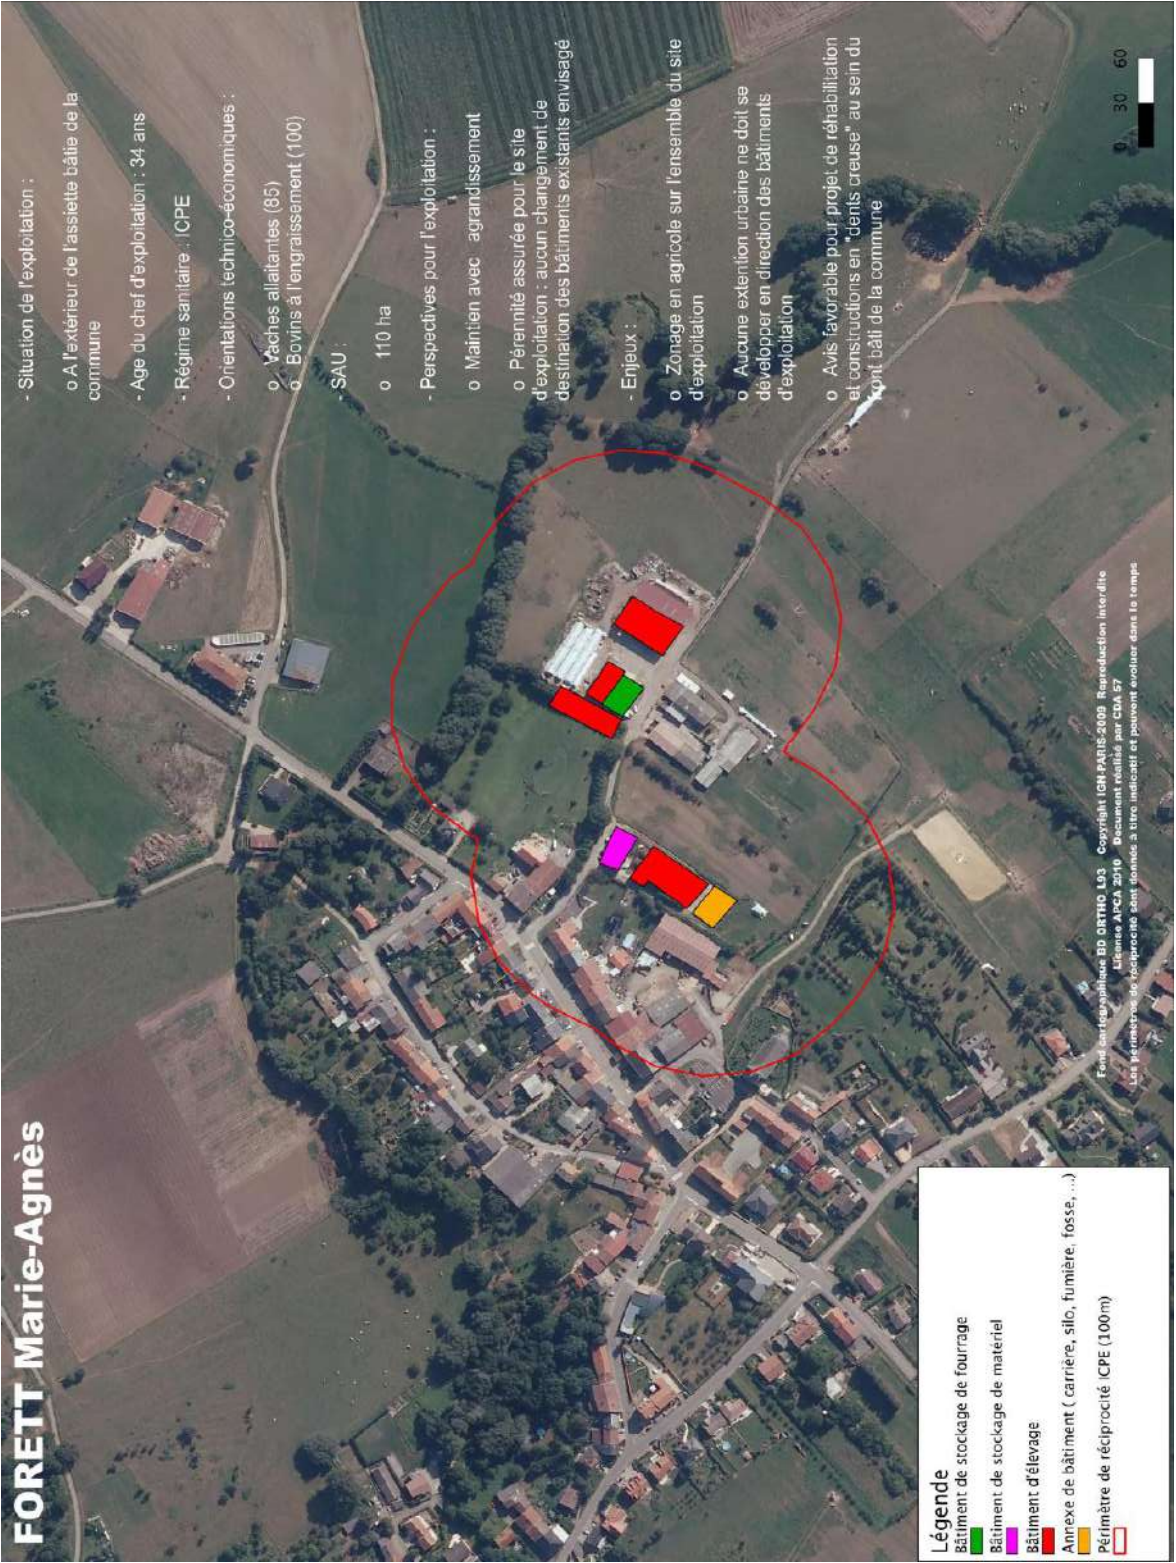 FORETT Marie-Agnès
- Situation de l'exploitation :
o A l'extérieur de l'assiette bâtie de la
commune
- Age du chef d'exploitation : 34 ans
- Régime sanitaire : ICPE
- Orientations technico-économiques :
o Vaches allaitantes (85)
o Bovins à l'engraissement (100)
- SAU :
o 110 ha
- Perspectives pour l'exploitation :
o Maintien avec agrandissement
o Pérennité assurée pour le site
d'exploitation : aucun changement de
destination des bâtiments existants envisagé
- Enjeux :
o Zonage en agricole sur l'ensemble du site
d'exploitation
o Aucune extention urbaine ne doit se
développer en direction des bâtiments
d'exploitation
o Avis favorable pour projet de réhabilitation
et constructions en "dents creuse" au sein du
front bâti de la commune
0 30 60
Légende
Bâtiment de stockage de fourrage
Bâtiment de stockage de matériel
Bâtiment d'élevage
Annexe de bâtiment ( carrière, silo, fumière, fosse, ...)
Périmètre de réciprocité ICPE (100m)
Fond cartographique BD ORTHO L93 Copyright IGN-PARIS-2009 Reproduction interdite
License APCA 2010 Document réalisé par CDA 57
Les périmètres de réciprocité sont donnés à titre indicatif et peuvent évoluer dans le temps